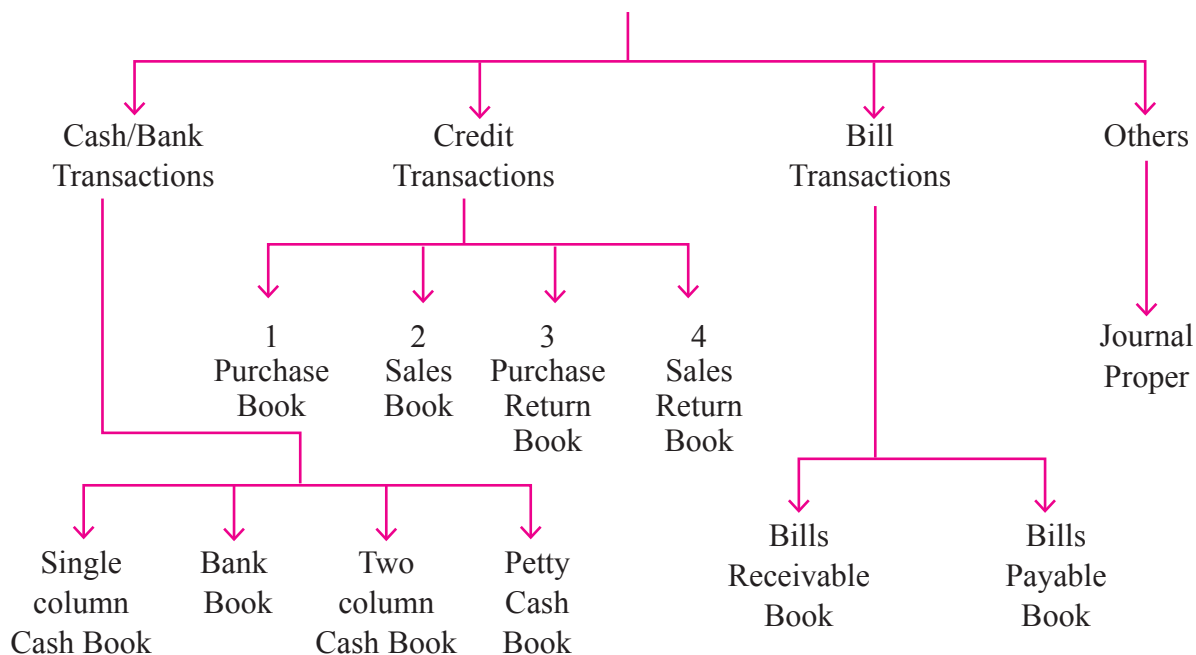 Cash/Bank
Transactions
Credit
Transactions
Bill
Transactions
Others
1
Purchase
Book
2
Sales
Book
3
Purchase
Return
Book
4
Sales
Return
Book
Journal
Proper
Single
column
Cash Book
Bank
Book
Two
column
Cash Book
Petty
Cash
Book
Bills
Receivable
Book
Bills
Payable
Book